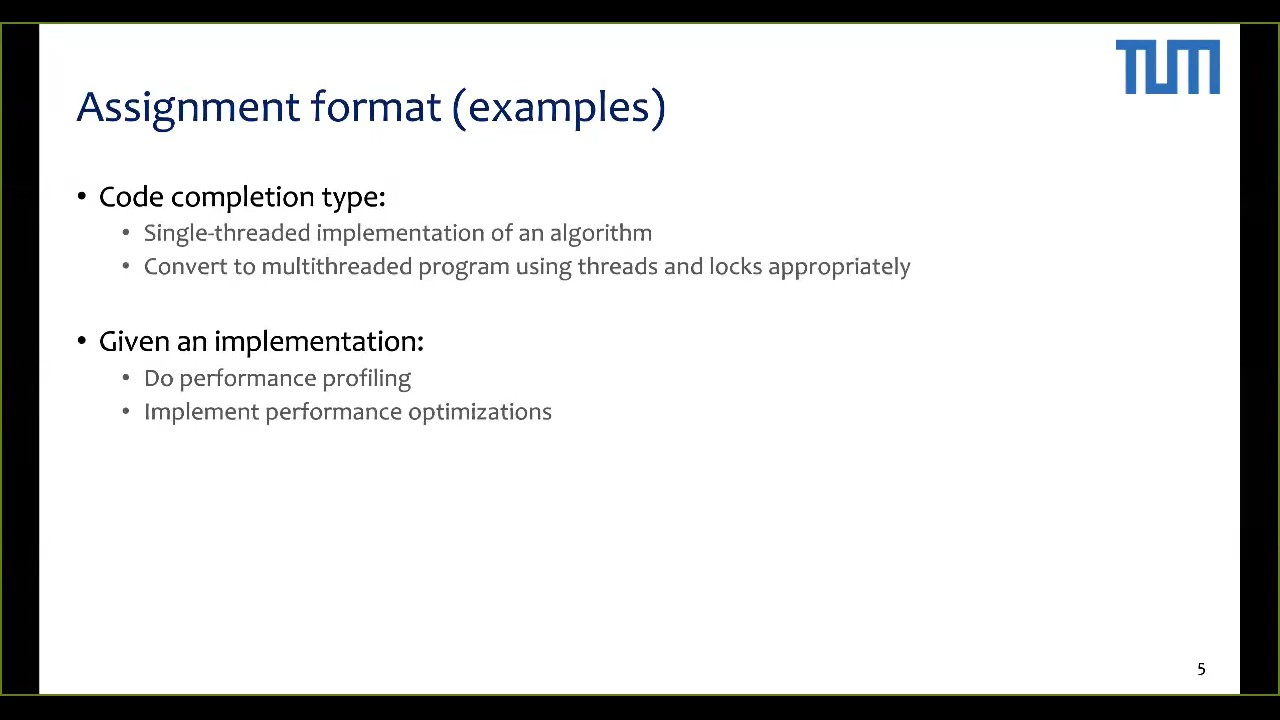 TUM
Assignment format (examples)
• Code completion type:
• Single-threaded implementation of an algorithm
• Convert to multithreaded program using threads and locks appropriately
• Given an implementation:
• Do performance profiling
• Implement performance optimizations
5